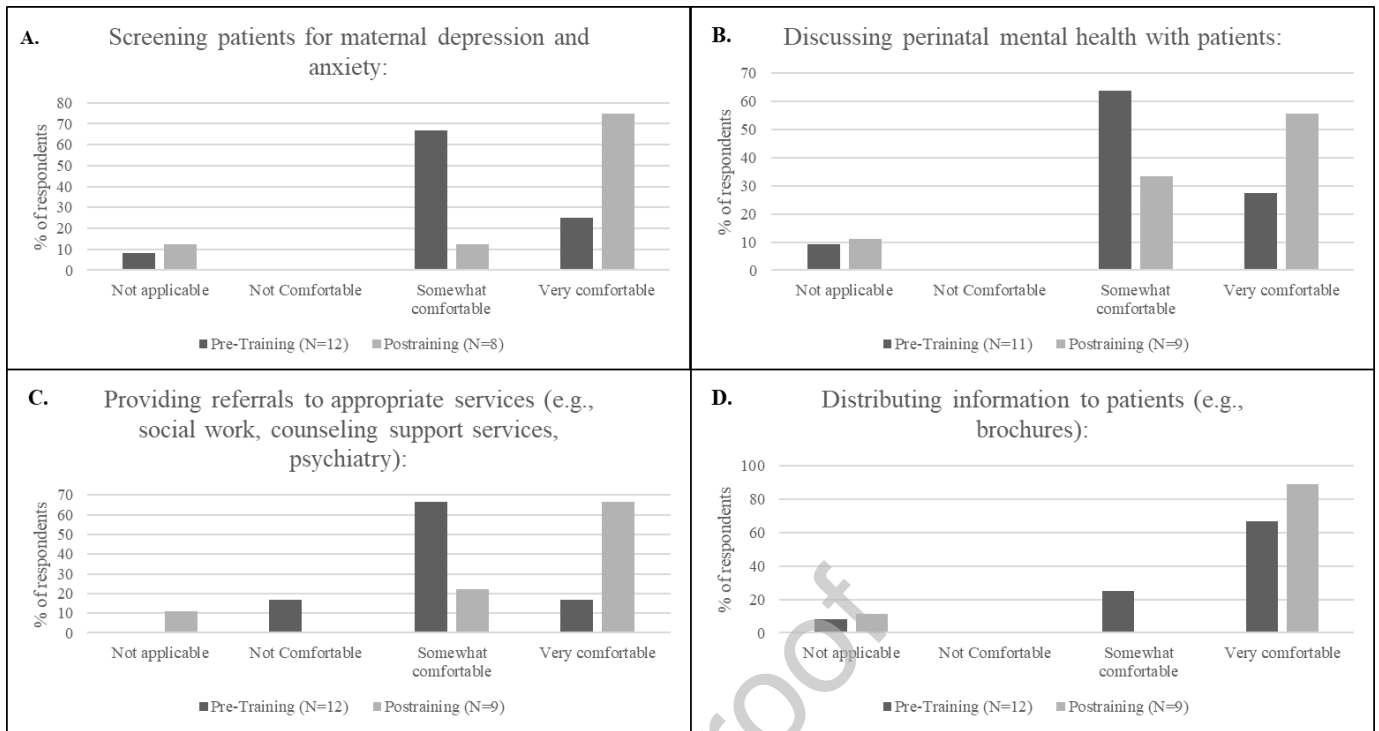 A.
Screening patients for maternal depression and
anxiety:
% of respondents
80
70
60
50
40
30
20
10
0
Not applicable
Not Comfortable
Somewhat
comfortable
Very comfortable
Pre-Training (N=12)
Postraining (N=8)
B.
Discussing perinatal mental health with patients:
% of respondents
70
60
50
40
30
20
10
0
Not applicable
Not Comfortable
Somewhat
comfortable
Very comfortable
Pre-Training (N=11)
Postraining (N=9)
C.
Providing referrals to appropriate services (e.g.,
social work, counseling support services,
psychiatry):
% of respondents
70
60
50
40
30
20
10
0
Not applicable
Not Comfortable
Somewhat
comfortable
Very comfortable
Pre-Training (N=12)
Postraining (N=9)
D.
Distributing information to patients (e.g.,
brochures):
% of respondents
100
80
60
40
20
0
Not applicable
Not Comfortable
Somewhat
comfortable
Very comfortable
Pre-Training (N=12)
Postraining (N=9)
roof